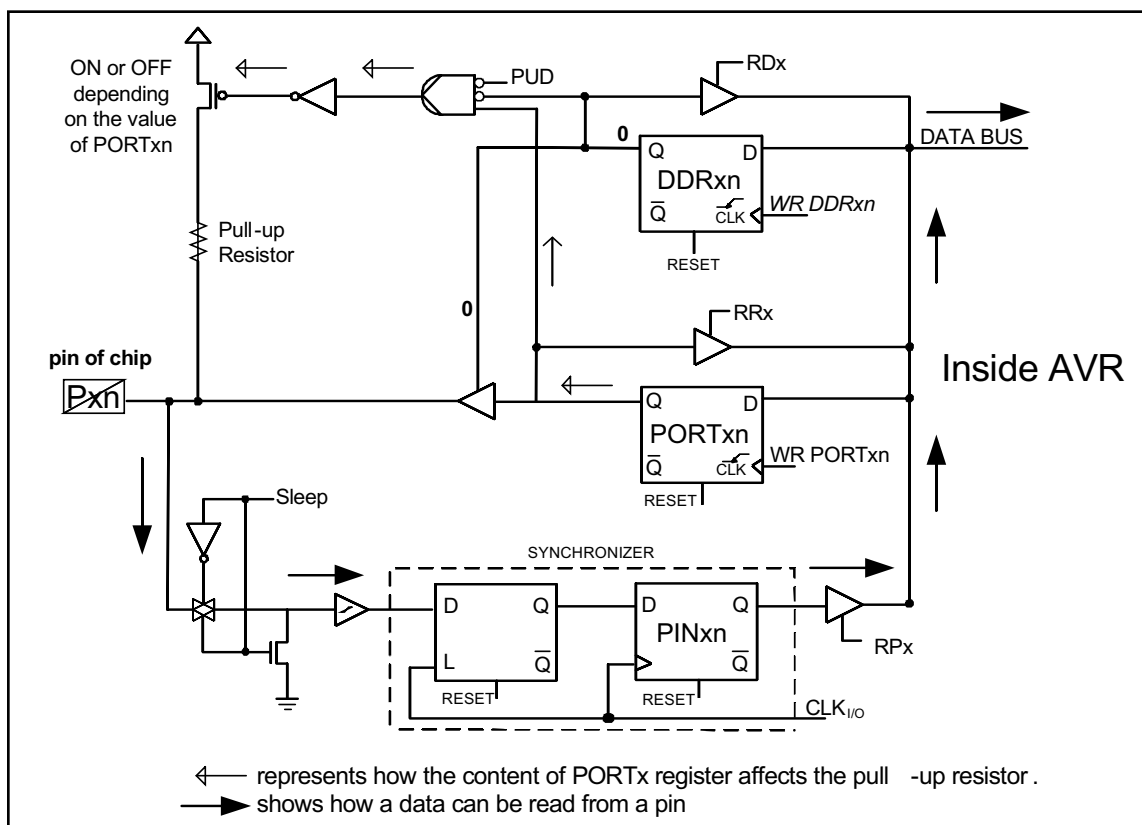 ON or OFF
depending
on the value
of PORTxn
PUD
RDx
DATA BUS
0
Q
D
DDRxn
Q̅
CLK
WR DDRxn
RESET
Pull-up
Resistor
0
RRx
pin of chip
Pxn
Inside AVR
Q
D
PORTxn
Q̅
CLK
WR PORTxn
RESET
Sleep
SYNCHRONIZER
D
Q
L
Q̅
RESET
D
Q
PINxn
Q̅
RESET
RPx
CLK I/O
represents how the content of PORTx register affects the pull -up resistor .
shows how a data can be read from a pin